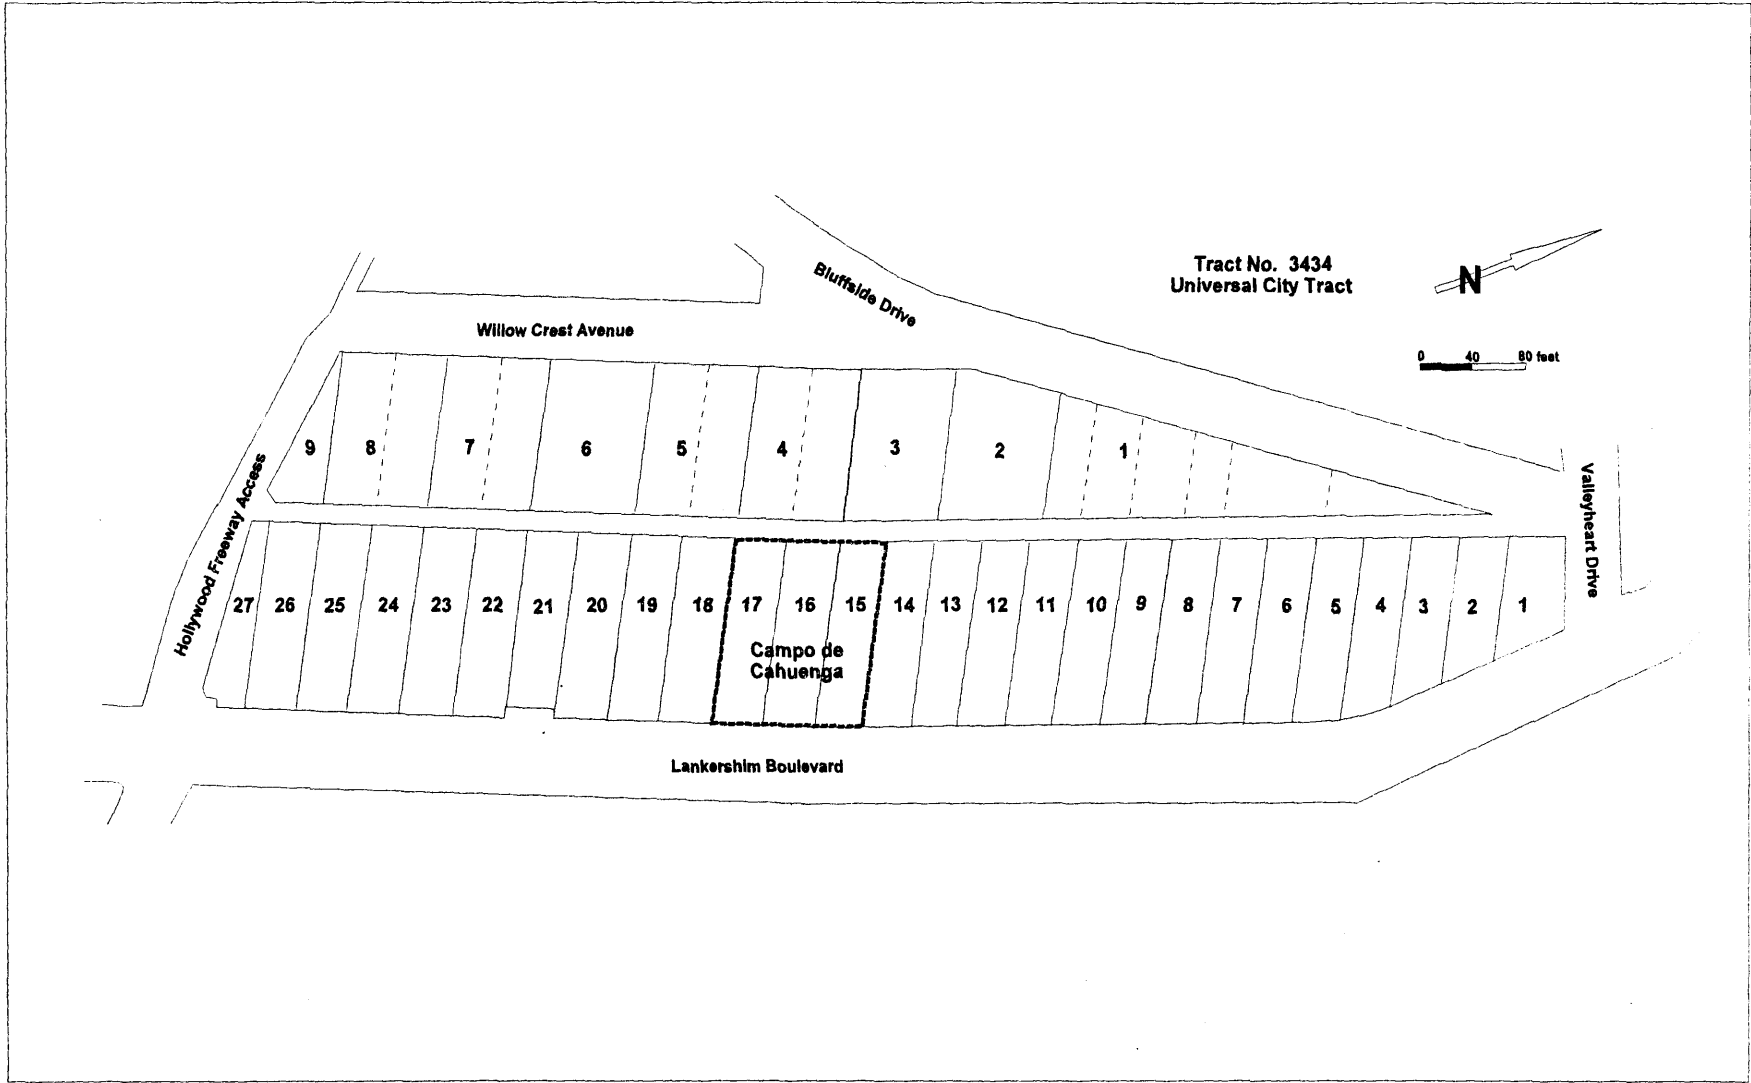 Tract No. 3434
Universal City Tract
N
0 40 80 feet
Bluffside Drive
Willow Crest Avenue
9 8 7 6 5 4 3 2 1
Hollywood Freeway Access
Valleyheart Drive
27 26 25 24 23 22 21 20 19 18 17 16 15 14 13 12 11 10 9 8 7 6 5 4 3 2 1
Campo de
Cahuenga
Lankershim Boulevard